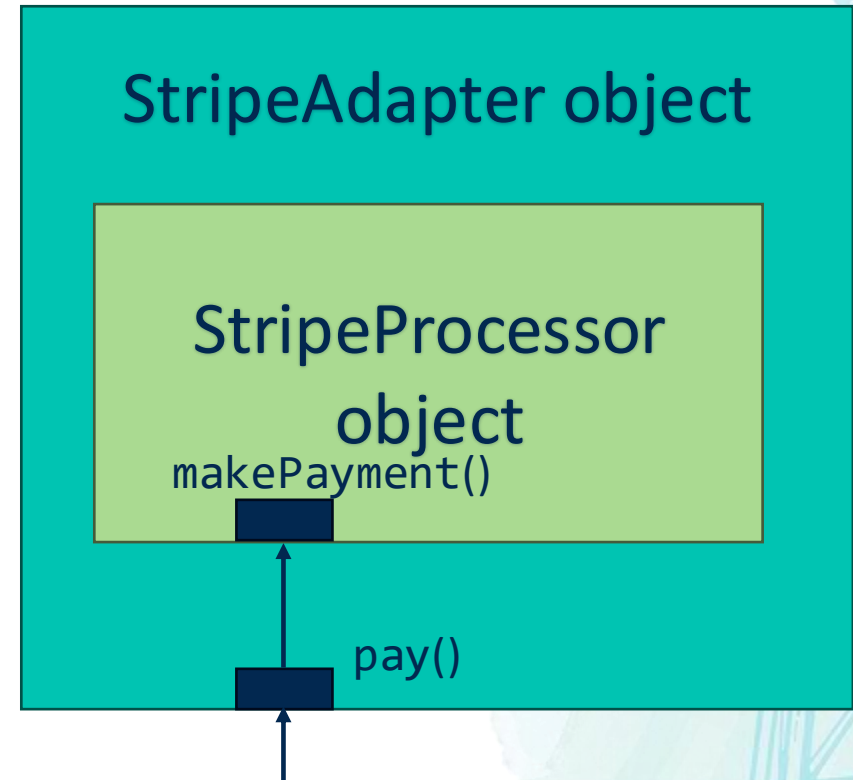 StripeAdapter object
StripeProcessor
object
makePayment()
pay()